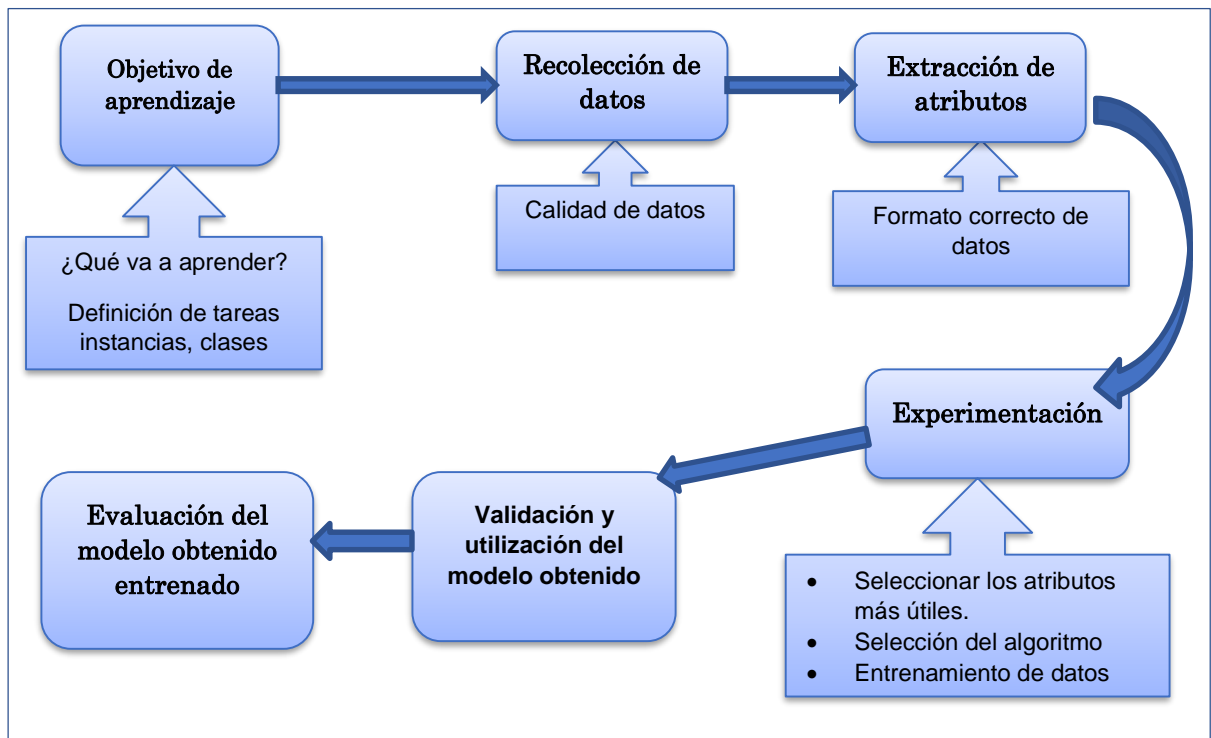 Objetivo de
aprendizaje
Recolección de
datos
Extracción de
atributos
¿Qué va a aprender?
Definición de tareas
instancias, clases
Calidad de datos
Formato correcto de
datos
Experimentación
• Seleccionar los atributos
más útiles.
• Selección del algoritmo
• Entrenamiento de datos
Validación y
utilización del
modelo obtenido
Evaluación del
modelo obtenido
entrenado